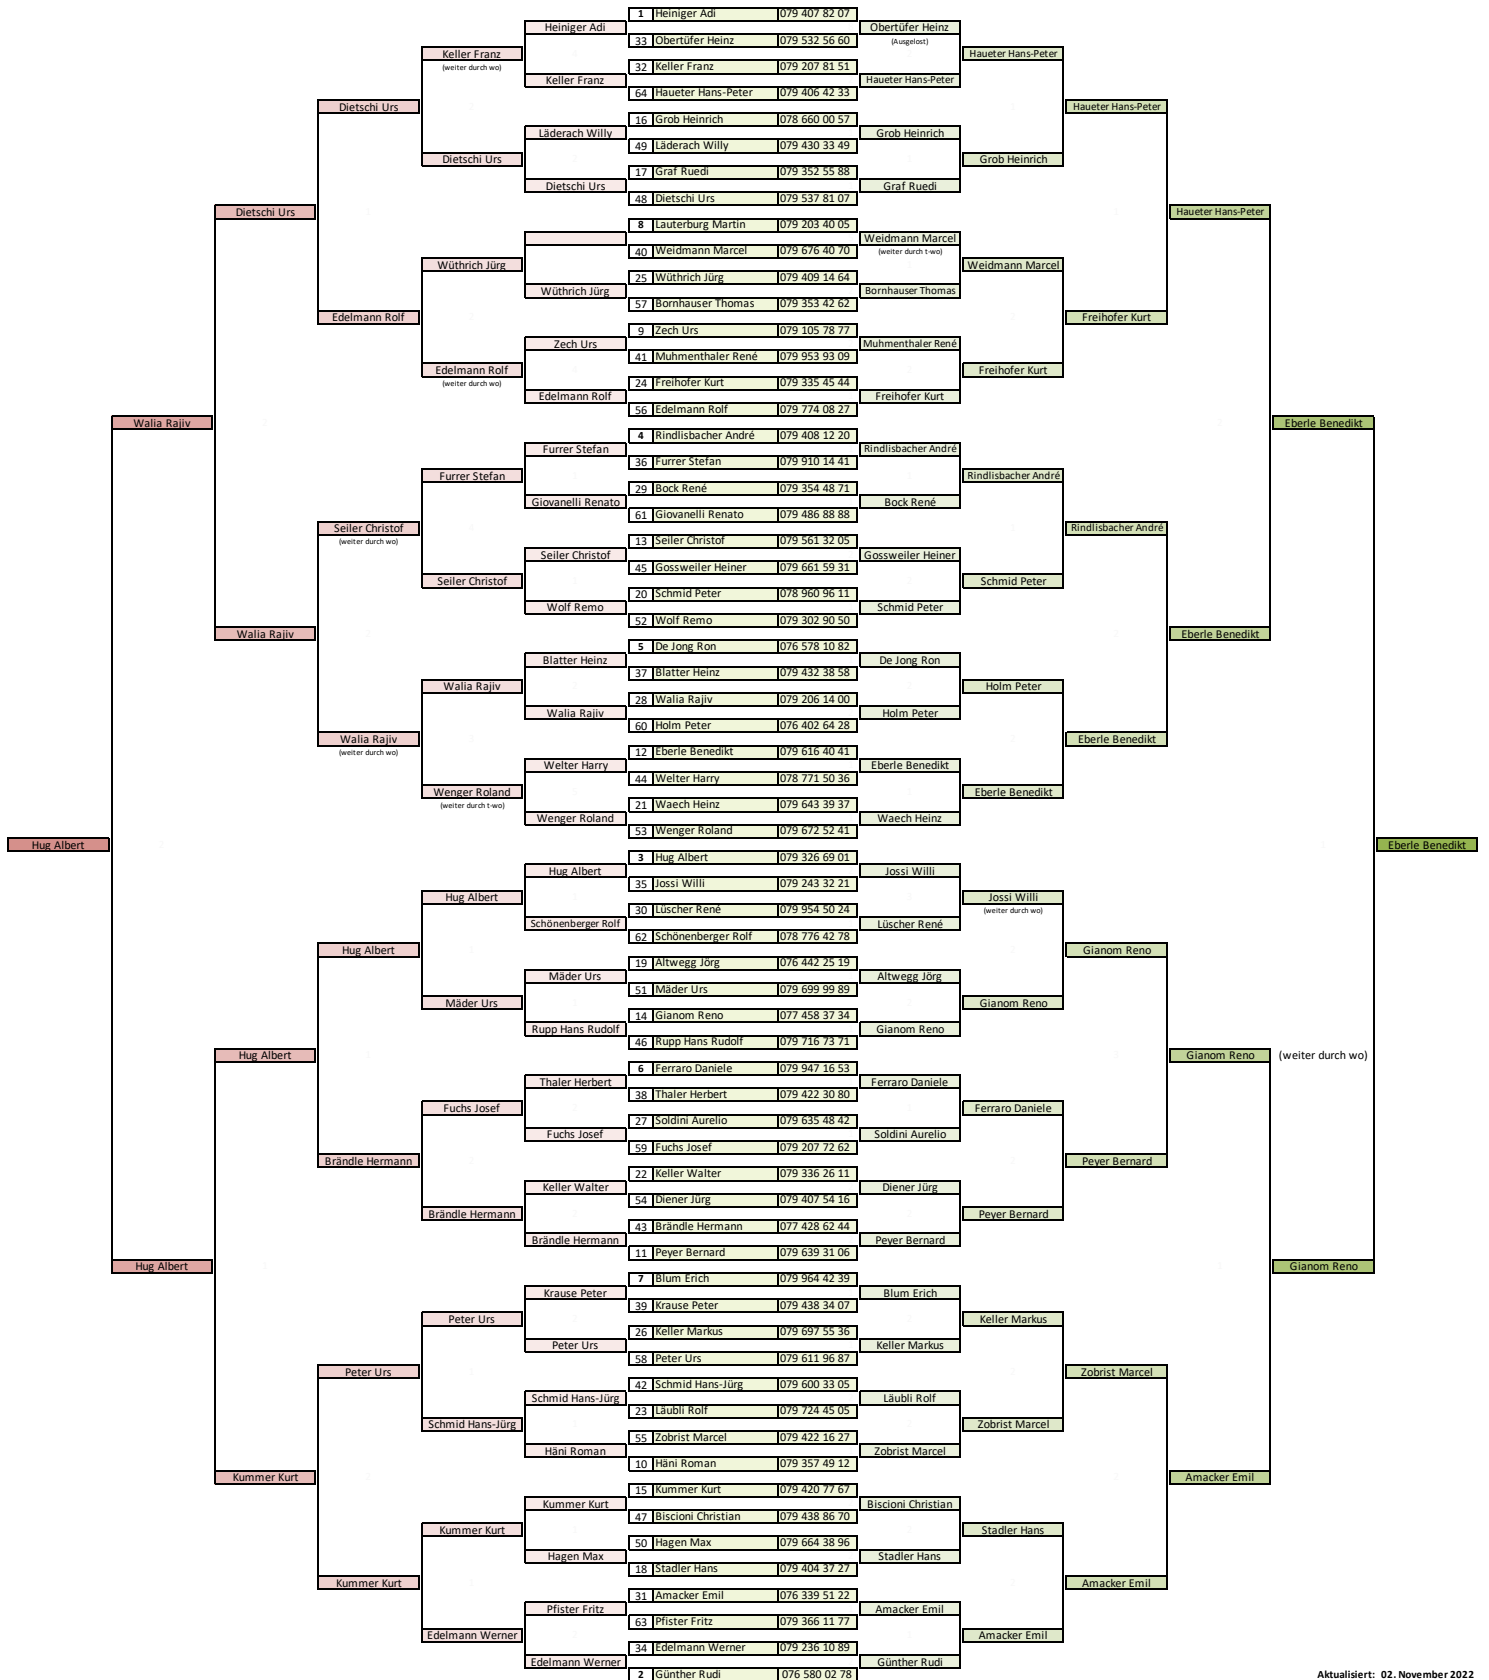 1 Heiniger Adi 079 407 82 07
Heiniger Adi Obertüfer Heinz
33 Obertüfer Heinz 079 532 56 60 (Ausgelost)
Keller Franz Haueter Hans-Peter
(weiter durch wo) 32 Keller Franz 079 207 81 51
Keller Franz Haueter Hans-Peter
64 Haueter Hans-Peter 079 406 42 33
Dietschi Urs Haueter Hans-Peter
16 Grob Heinrich 078 660 00 57
Läderach Willy Grob Heinrich
49 Läderach Willy 079 430 33 49
Dietschi Urs Grob Heinrich
17 Graf Ruedi 079 352 55 88
Dietschi Urs Graf Ruedi
48 Dietschi Urs 079 537 81 07
Dietschi Urs Haueter Hans-Peter
8 Lauterburg Martin 079 203 40 05
Weidmann Marcel
40 Weidmann Marcel 079 676 40 70 (weiter durch t-wo)
Wüthrich Jürg Weidmann Marcel
25 Wüthrich Jürg 079 409 14 64
Wüthrich Jürg Bornhauser Thomas
57 Bornhauser Thomas 079 353 42 62
Edelmann Rolf Freihofer Kurt
9 Zech Urs 079 105 78 77
Zech Urs Muhmenthaler René
41 Muhmenthaler René 079 953 93 09
Edelmann Rolf Freihofer Kurt
(weiter durch wo) 24 Freihofer Kurt 079 335 45 44
Edelmann Rolf Freihofer Kurt
56 Edelmann Rolf 079 774 08 27
Walia Rajiv Eberle Benedikt
4 Rindlisbacher André 079 408 12 20
Furrer Stefan Rindlisbacher André
36 Furrer Stefan 079 910 14 41
Furrer Stefan Rindlisbacher André
29 Bock René 079 354 48 71
Giovanelli Renato Bock René
61 Giovanelli Renato 079 486 88 88
Seiler Christof Rindlisbacher André
(weiter durch wo) 13 Seiler Christof 079 561 32 05
Seiler Christof Gossweiler Heiner
45 Gossweiler Heiner 079 661 59 31
Seiler Christof Schmid Peter
20 Schmid Peter 078 960 96 11
Wolf Remo Schmid Peter
52 Wolf Remo 079 302 90 50
Walia Rajiv Eberle Benedikt
5 De Jong Ron 076 578 10 82
Blatter Heinz De Jong Ron
37 Blatter Heinz 079 432 38 58
Walia Rajiv Holm Peter
28 Walia Rajiv 079 206 14 00
Walia Rajiv Holm Peter
60 Holm Peter 076 402 64 28
Walia Rajiv Eberle Benedikt
(weiter durch wo) 12 Eberle Benedikt 079 616 40 41
Welter Harry Eberle Benedikt
44 Welter Harry 078 771 50 36
Wenger Roland Eberle Benedikt
(weiter durch t-wo) 21 Waech Heinz 079 643 39 37
Wenger Roland Waech Heinz
53 Wenger Roland 079 672 52 41
Hug Albert Eberle Benedikt
3 Hug Albert 079 326 69 01
Hug Albert Jossi Willi
35 Jossi Willi 079 243 32 21
Hug Albert Jossi Willi
30 Lüscher René 079 954 50 24 (weiter durch wo)
Schönenberger Rolf Lüscher René
62 Schönenberger Rolf 078 776 42 78
Hug Albert Gianom Reno
19 Altwegg Jörg 076 442 25 19
Mäder Urs Altwegg Jörg
51 Mäder Urs 079 699 99 89
Mäder Urs Gianom Reno
14 Gianom Reno 077 458 37 34
Rupp Hans Rudolf Gianom Reno
46 Rupp Hans Rudolf 079 716 73 71
Hug Albert Gianom Reno (weiter durch wo)
6 Ferraro Daniele 079 947 16 53
Thaler Herbert Ferraro Daniele
38 Thaler Herbert 079 422 30 80
Fuchs Josef Ferraro Daniele
27 Soldini Aurelio 079 635 48 42
Fuchs Josef Soldini Aurelio
59 Fuchs Josef 079 207 72 62
Brändle Hermann Peyer Bernard
22 Keller Walter 079 336 26 11
Keller Walter Diener Jürg
54 Diener Jürg 079 407 54 16
Brändle Hermann Peyer Bernard
43 Brändle Hermann 077 428 62 44
Brändle Hermann Peyer Bernard
11 Peyer Bernard 079 639 31 06
Hug Albert Gianom Reno
7 Blum Erich 079 964 42 39
Krause Peter Blum Erich
39 Krause Peter 079 438 34 07
Peter Urs Keller Markus
26 Keller Markus 079 697 55 36
Peter Urs Keller Markus
58 Peter Urs 079 611 96 87
Peter Urs Zobrist Marcel
42 Schmid Hans-Jürg 079 600 33 05
Schmid Hans-Jürg Läubli Rolf
23 Läubli Rolf 079 724 45 05
Schmid Hans-Jürg Zobrist Marcel
55 Zobrist Marcel 079 422 16 27
Häni Roman Zobrist Marcel
10 Häni Roman 079 357 49 12
Kummer Kurt Amacker Emil
15 Kummer Kurt 079 420 77 67
Kummer Kurt Biscioni Christian
47 Biscioni Christian 079 438 86 70
Kummer Kurt Stadler Hans
50 Hagen Max 079 664 38 96
Hagen Max Stadler Hans
18 Stadler Hans 079 404 37 27
Kummer Kurt Amacker Emil
31 Amacker Emil 076 339 51 22
Pfister Fritz Amacker Emil
63 Pfister Fritz 079 366 11 77
Edelmann Werner Amacker Emil
34 Edelmann Werner 079 236 10 89
Edelmann Werner Günther Rudi
2 Günther Rudi 076 580 02 78
Aktualisiert: 02. November 2022